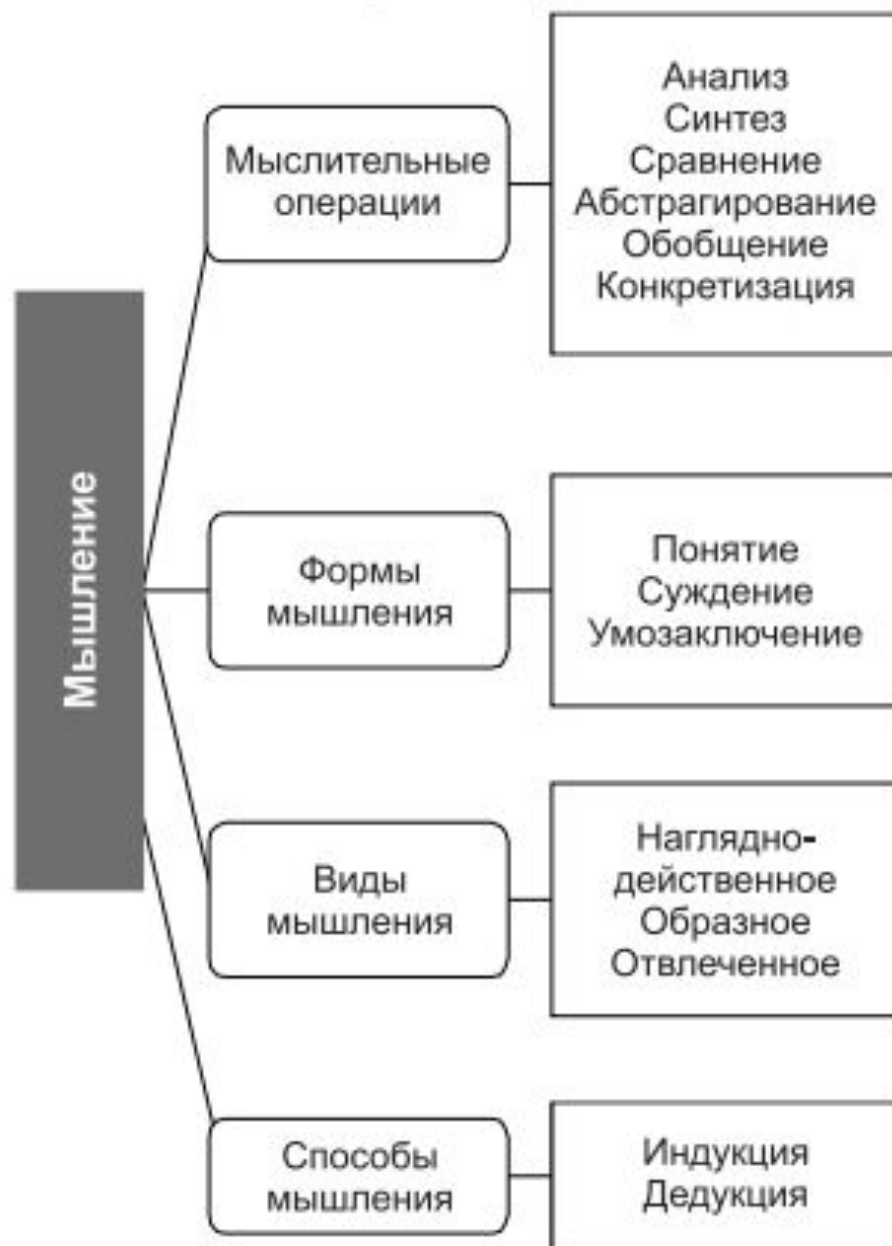 Мышление
Мыслительные
операции
Анализ
Синтез
Сравнение
Абстрагирование
Обобщение
Конкретизация
Формы
мышления
Понятие
Суждение
Умозаключение
Виды
мышления
Наглядно-
действенное
Образное
Отвлеченное
Способы
мышления
Индукция
Дедукция